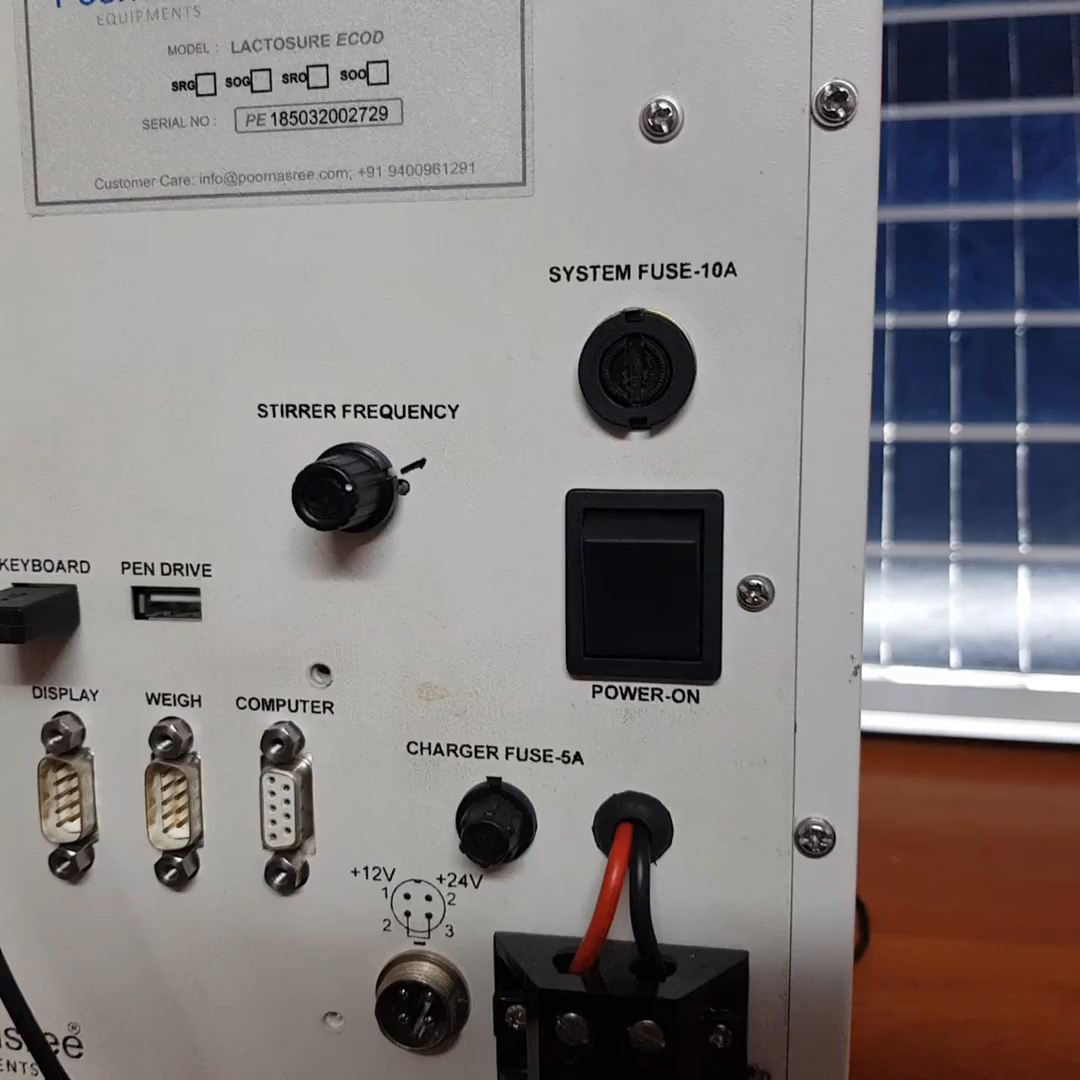 EQUIPMENTS
MODEL : LACTOSURE ECOD
SRG SOG SRO SOO
SERIAL NO : PE 185032002729
Customer Care: info@poornasree.com; +91 9400961291
SYSTEM FUSE-10A
STIRRER FREQUENCY
KEYBOARD PEN DRIVE
POWER-ON
DISPLAY WEIGH COMPUTER
CHARGER FUSE-5A
+12V +24V
1 2
2 3